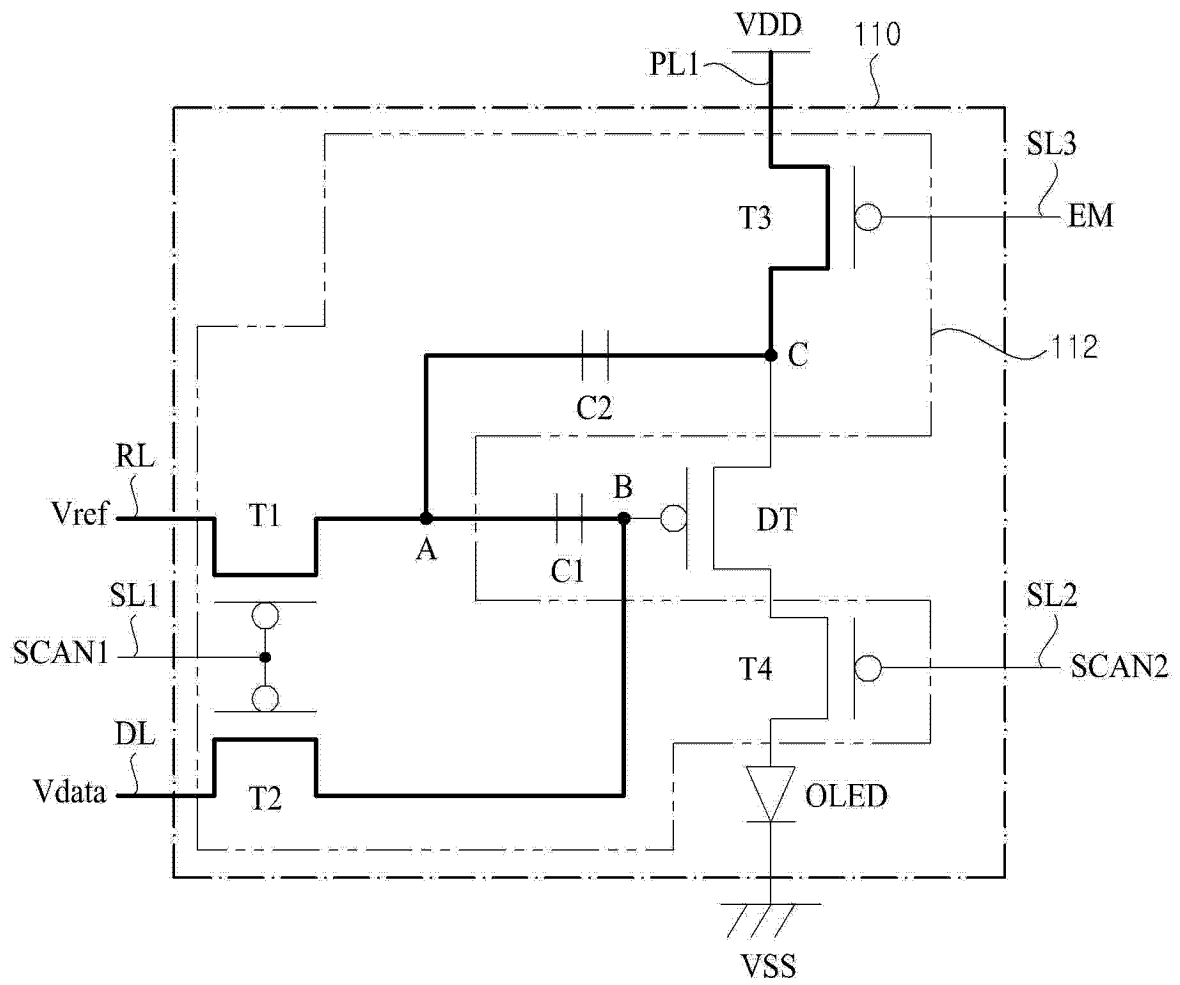 VDD
110
PL1
SL3
T3
EM
C
112
C2
RL
B
Vref
T1
DT
A
C1
SL1
SL2
SCAN1
T4
SCAN2
DL
Vdata
T2
OLED
VSS